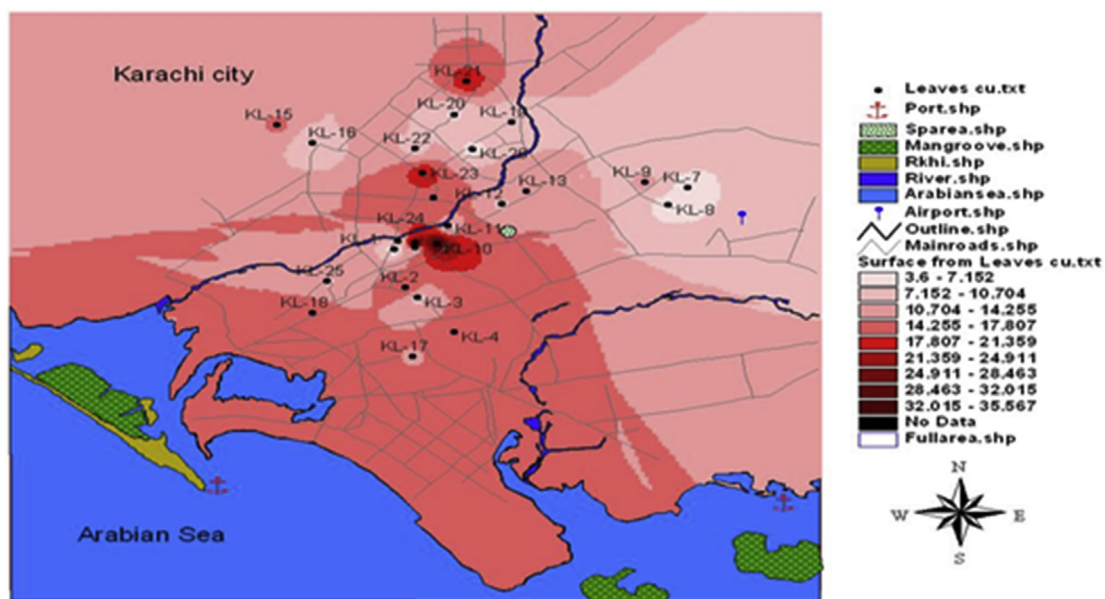 Karachi city
KL-21
KL-20
KL-15
KL-16
KL-22
KL-23
KL-9
KL-7
KL-13
KL-12
KL-8
KL-24
KL-11
KL-10
KL-25
KL-2
KL-18
KL-3
KL-4
KL-17
Arabian Sea
Leaves cu.txt
Port.shp
Sparea.shp
Mangroove.shp
Rkhi.shp
River.shp
Arabiansea.shp
Airport.shp
Outline.shp
Mainroads.shp
Surface from Leaves cu.txt
3.6 - 7.152
7.152 - 10.704
10.704 - 14.255
14.255 - 17.807
17.807 - 21.359
21.359 - 24.911
24.911 - 28.463
28.463 - 32.015
32.015 - 35.567
No Data
Fullarea.shp
N
W
E
S